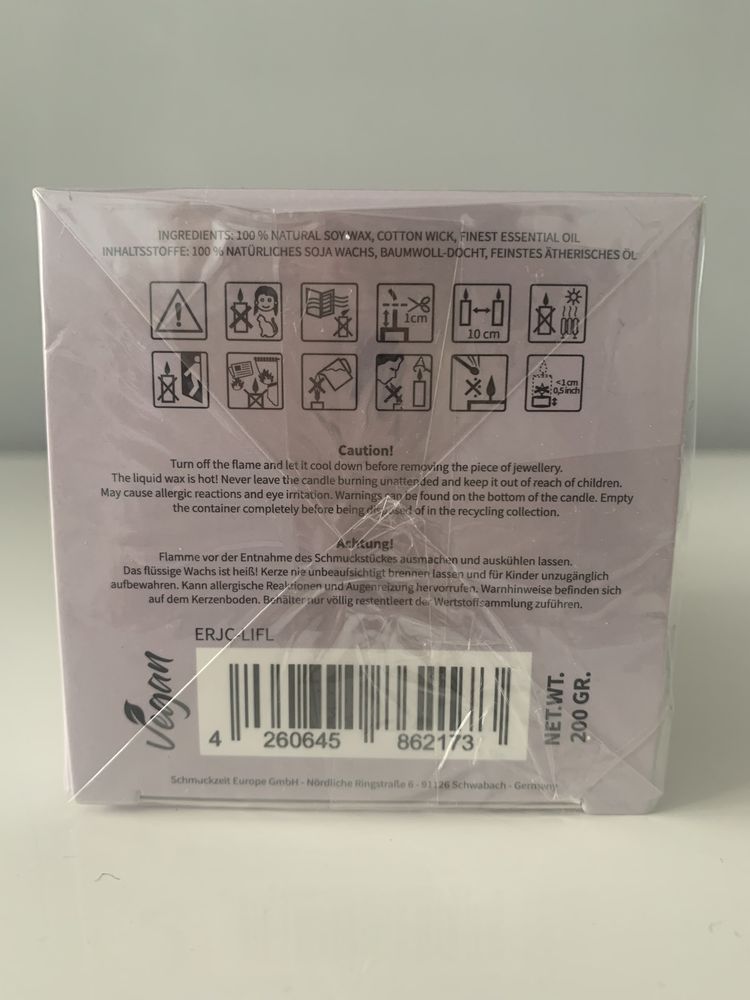 INGREDIENTS: 100 % NATURAL SOY WAX, COTTON WICK, FINEST ESSENTIAL OIL
INHALTSSTOFFE: 100 % NATÜRLICHES SOJA WACHS, BAUMWOLL-DOCHT, FEINSTES ÄTHERISCHES ÖL
1cm
10 cm
<1 cm
0,5 inch
Caution!
Turn off the flame and let it cool down before removing the piece of jewellery.
The liquid wax is hot! Never leave the candle burning unattended and keep it out of reach of children.
May cause allergic reactions and eye irritation. Warnings can be found on the bottom of the candle. Empty
the container completely before being disposed of in the recycling collection.
Achtung!
Flamme vor der Entnahme des Schmuckstückes ausmachen und auskühlen lassen.
Das flüssige Wachs ist heiß! Kerze nie unbeaufsichtigt brennen lassen und für Kinder unzugänglich
aufbewahren. Kann allergische Reaktionen und Augenreizung hervorrufen. Warnhinweise befinden sich
auf dem Kerzenboden. Behälter nur völlig restentleert der Wertstoffsammlung zuführen.
ERJC-LIFL
Vegan
4 260645 862173
NET.WT.
200 GR.
Schmuckzeit Europe GmbH - Nördliche Ringstraße 6 - 91126 Schwabach - Germany